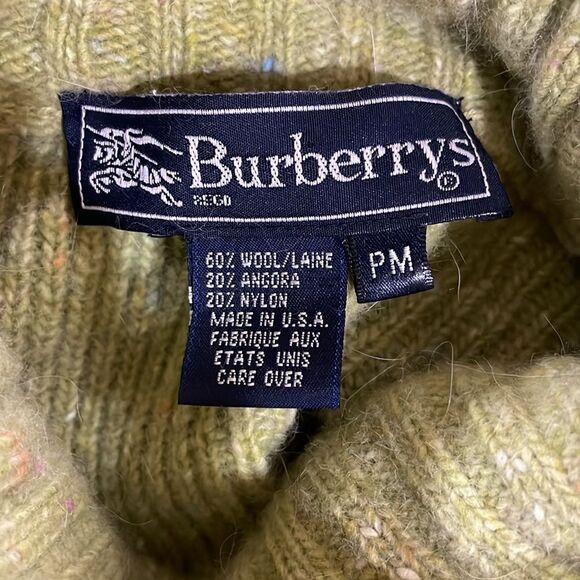 Burberrys®
REGD
PM
60% WOOL/LAINE
20% ANGORA
20% NYLON
MADE IN U.S.A.
FABRIQUE AUX
ETATS UNIS
CARE OVER